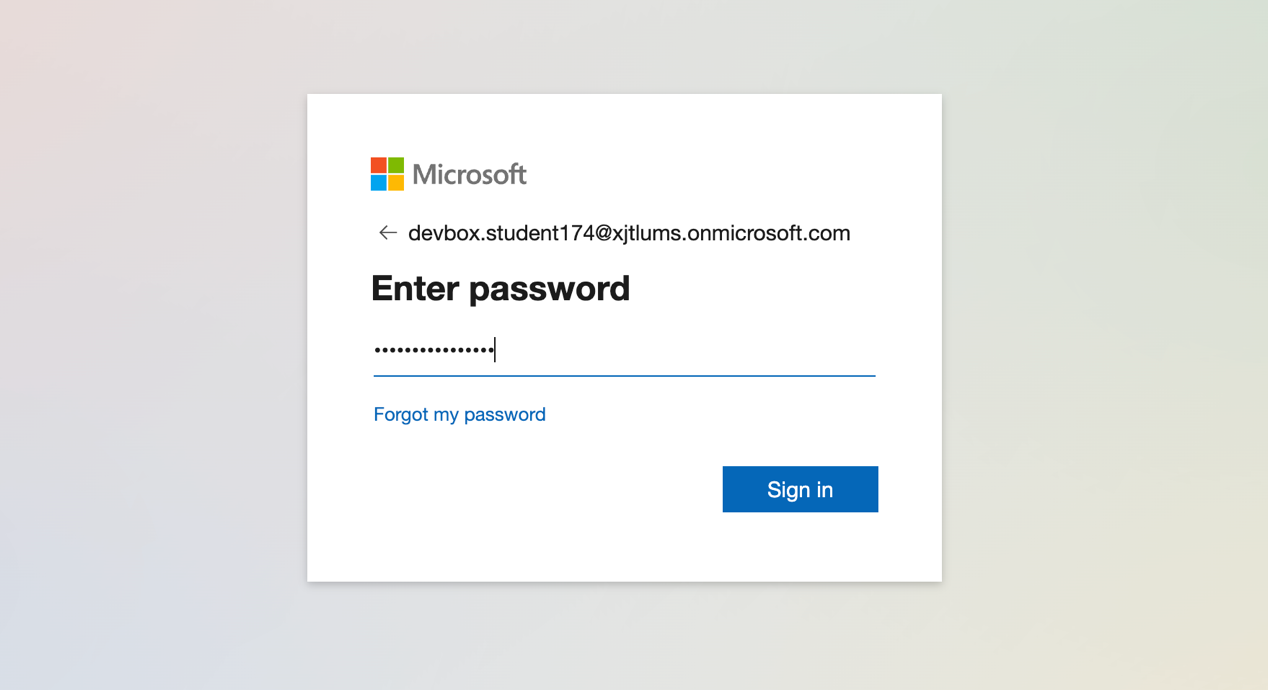 Microsoft
← devbox.student174@xjtlums.onmicrosoft.com
Enter password
••••••••••••••••
Forgot my password
Sign in